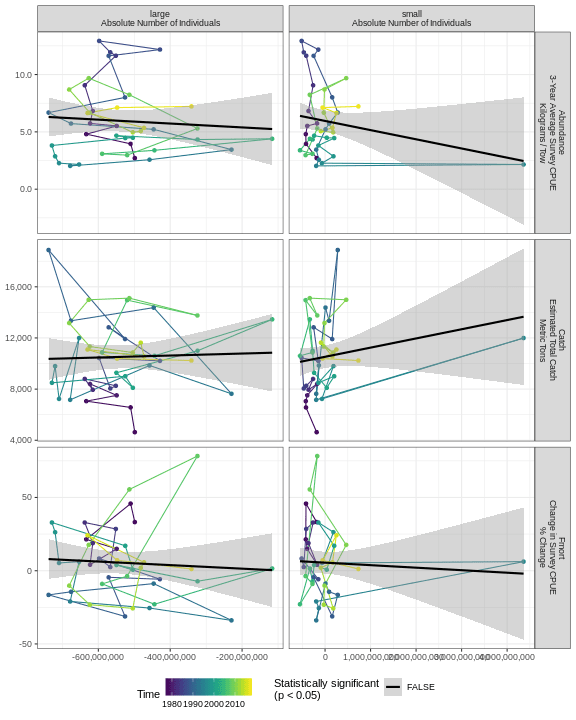 large
Absolute Number of Individuals
small
Absolute Number of Individuals
10.0
5.0
0.0
Abundance
3-Year Average Survey CPUE
Kilograms / Tow
16,000
12,000
8,000
4,000
Catch
Estimated Total Catch
Metric Tons
50
0
-50
Fmort
Change in Survey CPUE
% Change
-600,000,000
-400,000,000
-200,000,000
0
1,000,000,000
2,000,000,000
3,000,000,000
4,000,000,000
Time
1980 1990 2000 2010
Statistically significant
(p < 0.05)
FALSE